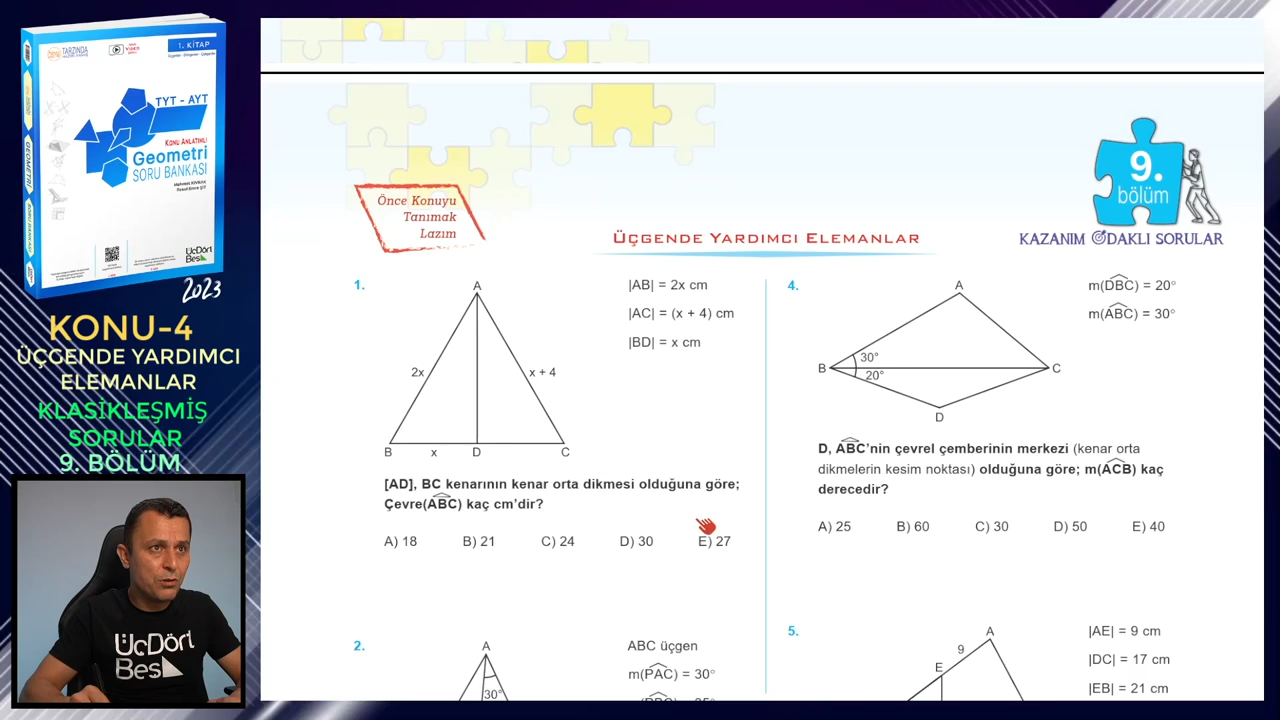 TARZINDA
1. KİTAP
TYT - AYT
KONU ANLATIMLI
Geometri
SORU BANKASI
GEOMETRİ
SORU BANKASI
ÜçDört
Beş
2023
KONU-4
ÜÇGENDE YARDIMCI
ELEMANLAR
KLASİKLEŞMİŞ
SORULAR
9. BÖLÜM
ÜçDört
Beş
Önce Konuyu
Tanımak
Lazım
ÜÇGENDE YARDIMCI ELEMANLAR
9.
bölüm
KAZANIM ODAKLI SORULAR
1.
A
2x
x + 4
B
x
D
C
|AB| = 2x cm
|AC| = (x + 4) cm
|BD| = x cm
[AD], BC kenarının kenar orta dikmesi olduğuna göre;
Çevre(ABC) kaç cm'dir?
A) 18 B) 21 C) 24 D) 30 E) 27
2.
A
30°
ABC üçgen
m(PAC) = 30°
4.
A
30°
B
20°
C
D
m(DBC) = 20°
m(ABC) = 30°
D, ABC'nin çevrel çemberinin merkezi (kenar orta
dikmelerin kesim noktası) olduğuna göre; m(ACB) kaç
derecedir?
A) 25 B) 60 C) 30 D) 50 E) 40
5.
A
9
E
|AE| = 9 cm
|DC| = 17 cm
|EB| = 21 cm